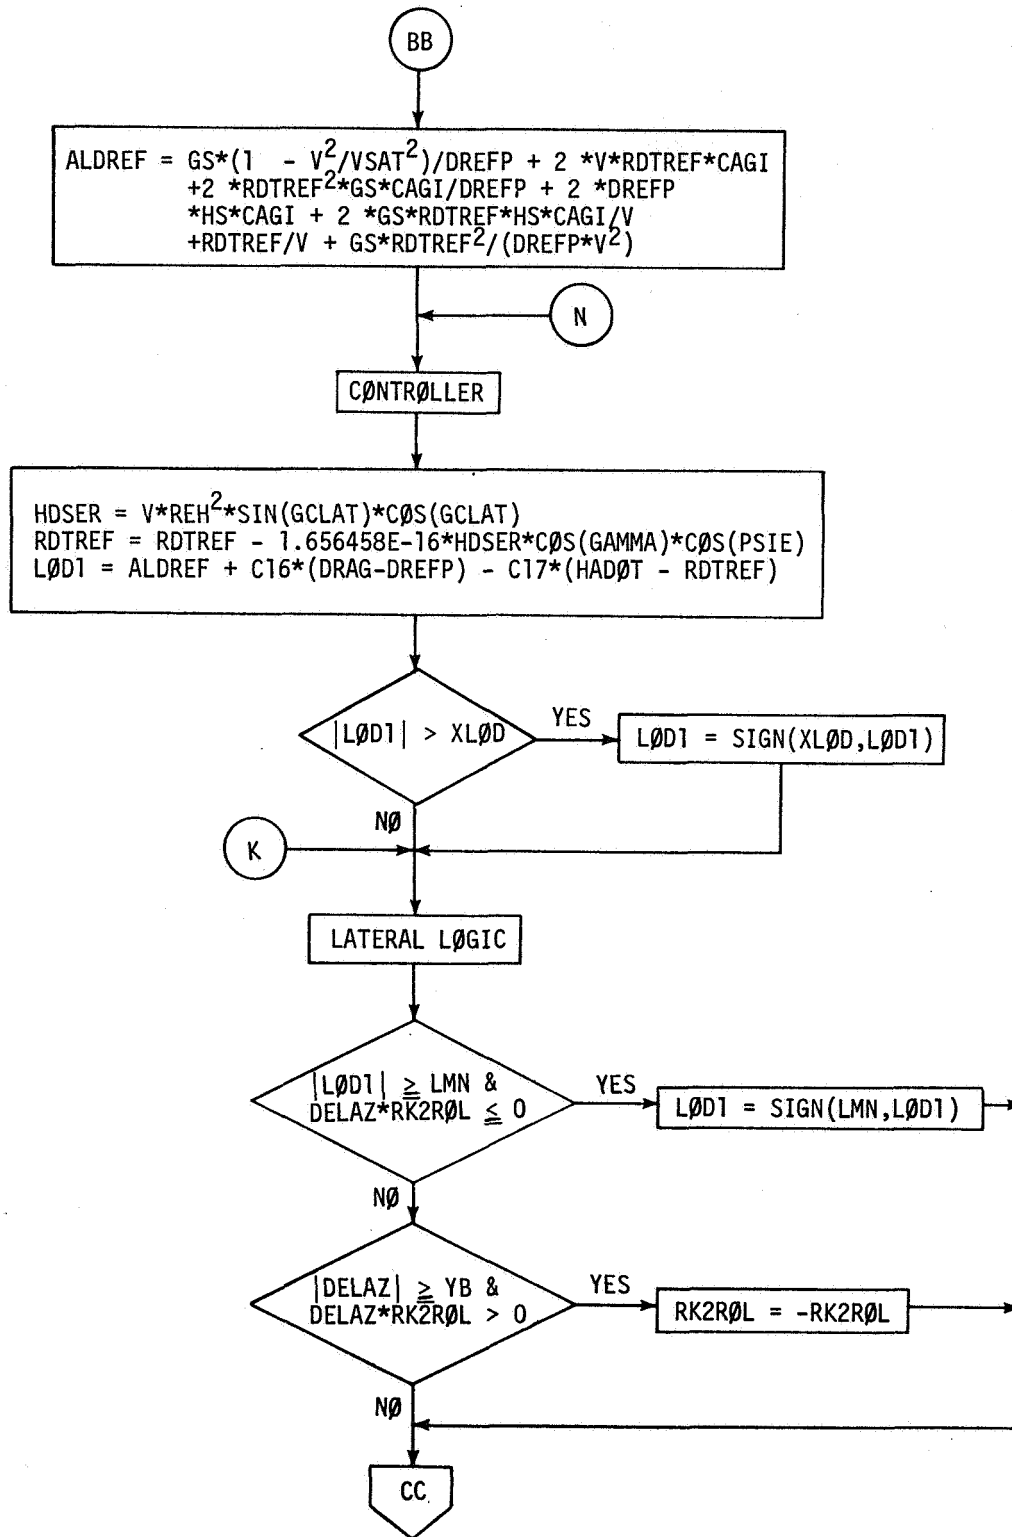 BB
ALDREF = GS*(1 - V²/VSAT²)/DREFP + 2 *V*RDTREF*CAGI
+2 *RDTREF²*GS*CAGI/DREFP + 2 *DREFP
*HS*CAGI + 2 *GS*RDTREF*HS*CAGI/V
+RDTREF/V + GS*RDTREF²/(DREFP*V²)
N
CØNTRØLLER
HDSER = V*REH²*SIN(GCLAT)*CØS(GCLAT)
RDTREF = RDTREF - 1.656458E-16*HDSER*CØS(GAMMA)*CØS(PSIE)
LØD1 = ALDREF + C16*(DRAG-DREFP) - C17*(HADØT - RDTREF)
|LØD1| > XLØD
YES
LØD1 = SIGN(XLØD,LØD1)
NØ
K
LATERAL LØGIC
|LØD1| ≥ LMN &
DELAZ*RK2RØL ≤ 0
YES
LØD1 = SIGN(LMN,LØD1)
NØ
|DELAZ| ≥ YB &
DELAZ*RK2RØL > 0
YES
RK2RØL = -RK2RØL
NØ
CC